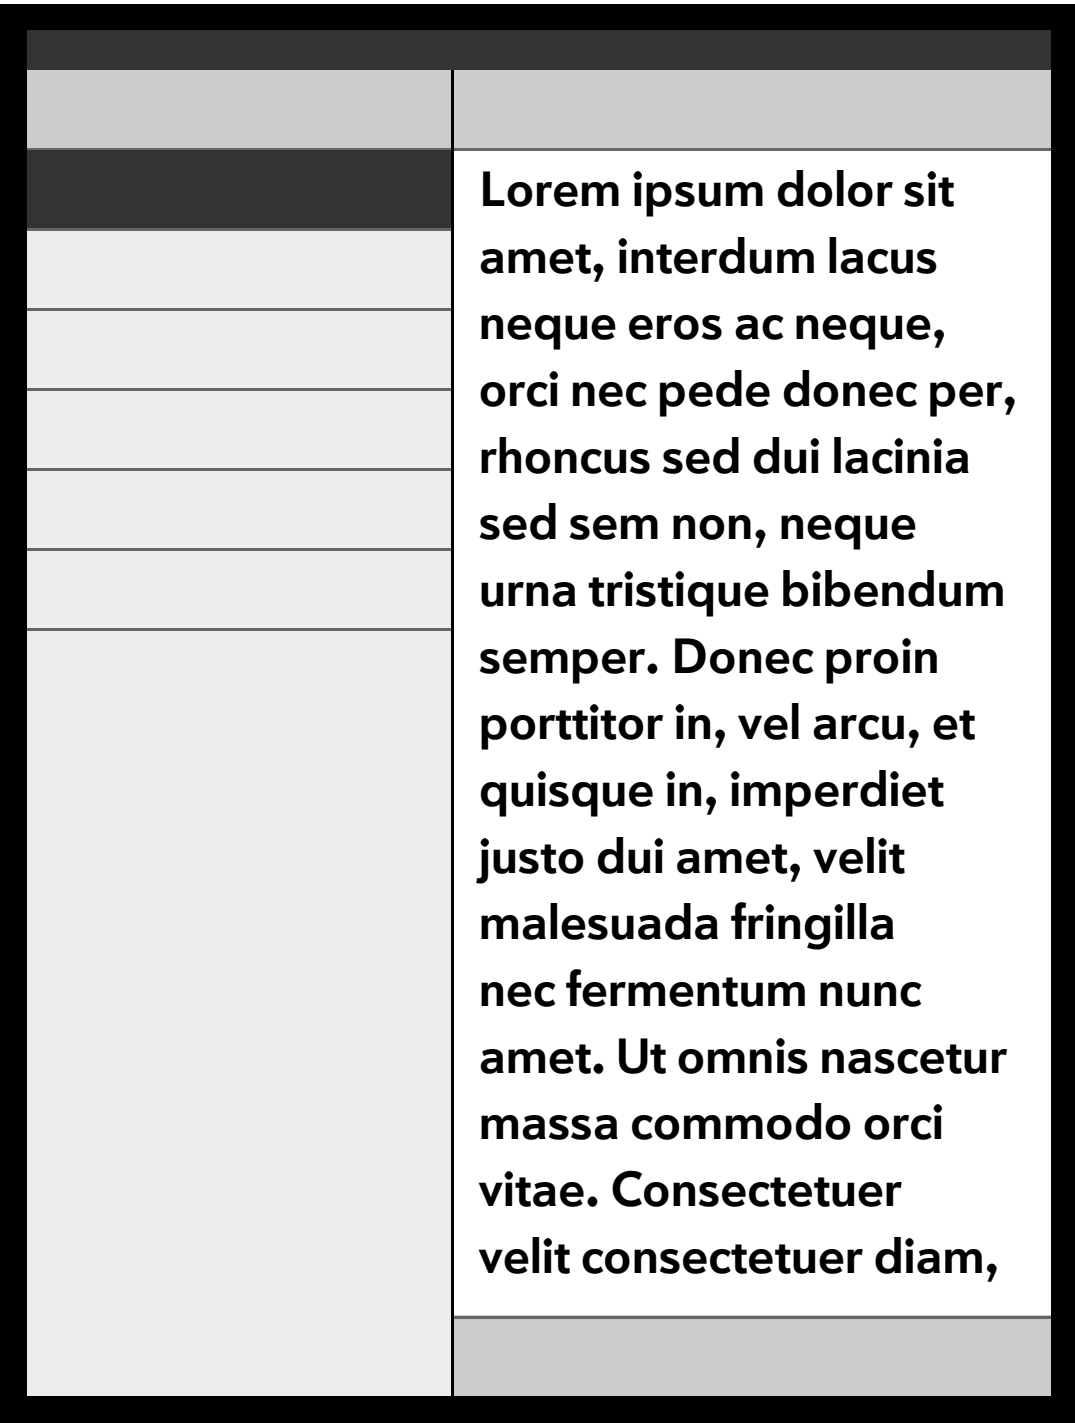 Lorem ipsum dolor sit
amet, interdum lacus
neque eros ac neque,
orci nec pede donec per,
rhoncus sed dui lacinia
sed sem non, neque
urna tristique bibendum
semper. Donec proin
porttitor in, vel arcu, et
quisque in, imperdiet
justo dui amet, velit
malesuada fringilla
nec fermentum nunc
amet. Ut omnis nascetur
massa commodo orci
vitae. Consectetuer
velit consectetuer diam,